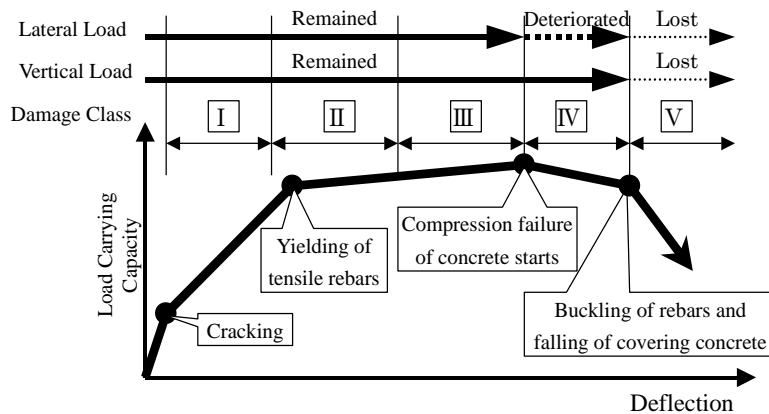 Lateral Load
Remained
Deteriorated
Lost
Vertical Load
Remained
Lost
Damage Class
I
II
III
IV
V
Load Carrying
Capacity
Cracking
Yielding of
tensile rebars
Compression failure
of concrete starts
Buckling of rebars and
falling of covering concrete
Deflection